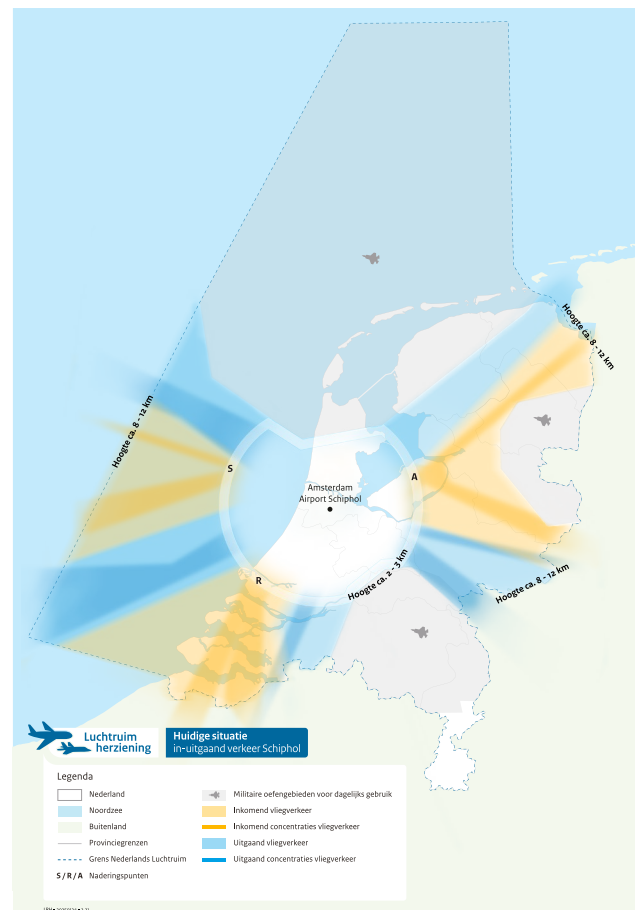 Hoogte ca. 8 - 12 km
Hoogte ca. 8 - 12 km
S
A
Amsterdam
Airport Schiphol
R
Hoogte ca. 2 - 3 km
Hoogte ca. 8 - 12 km
Luchtruim
herziening
Huidige situatie
in-uitgaand verkeer Schiphol
Legenda
Nederland
Noordzee
Buitenland
Provinciegrenzen
Grens Nederlands Luchtruim
S / R / A Naderingspunten
Militaire oefengebieden voor dagelijks gebruik
Inkomend vliegverkeer
Inkomend concentraties vliegverkeer
Uitgaand vliegverkeer
Uitgaand concentraties vliegverkeer